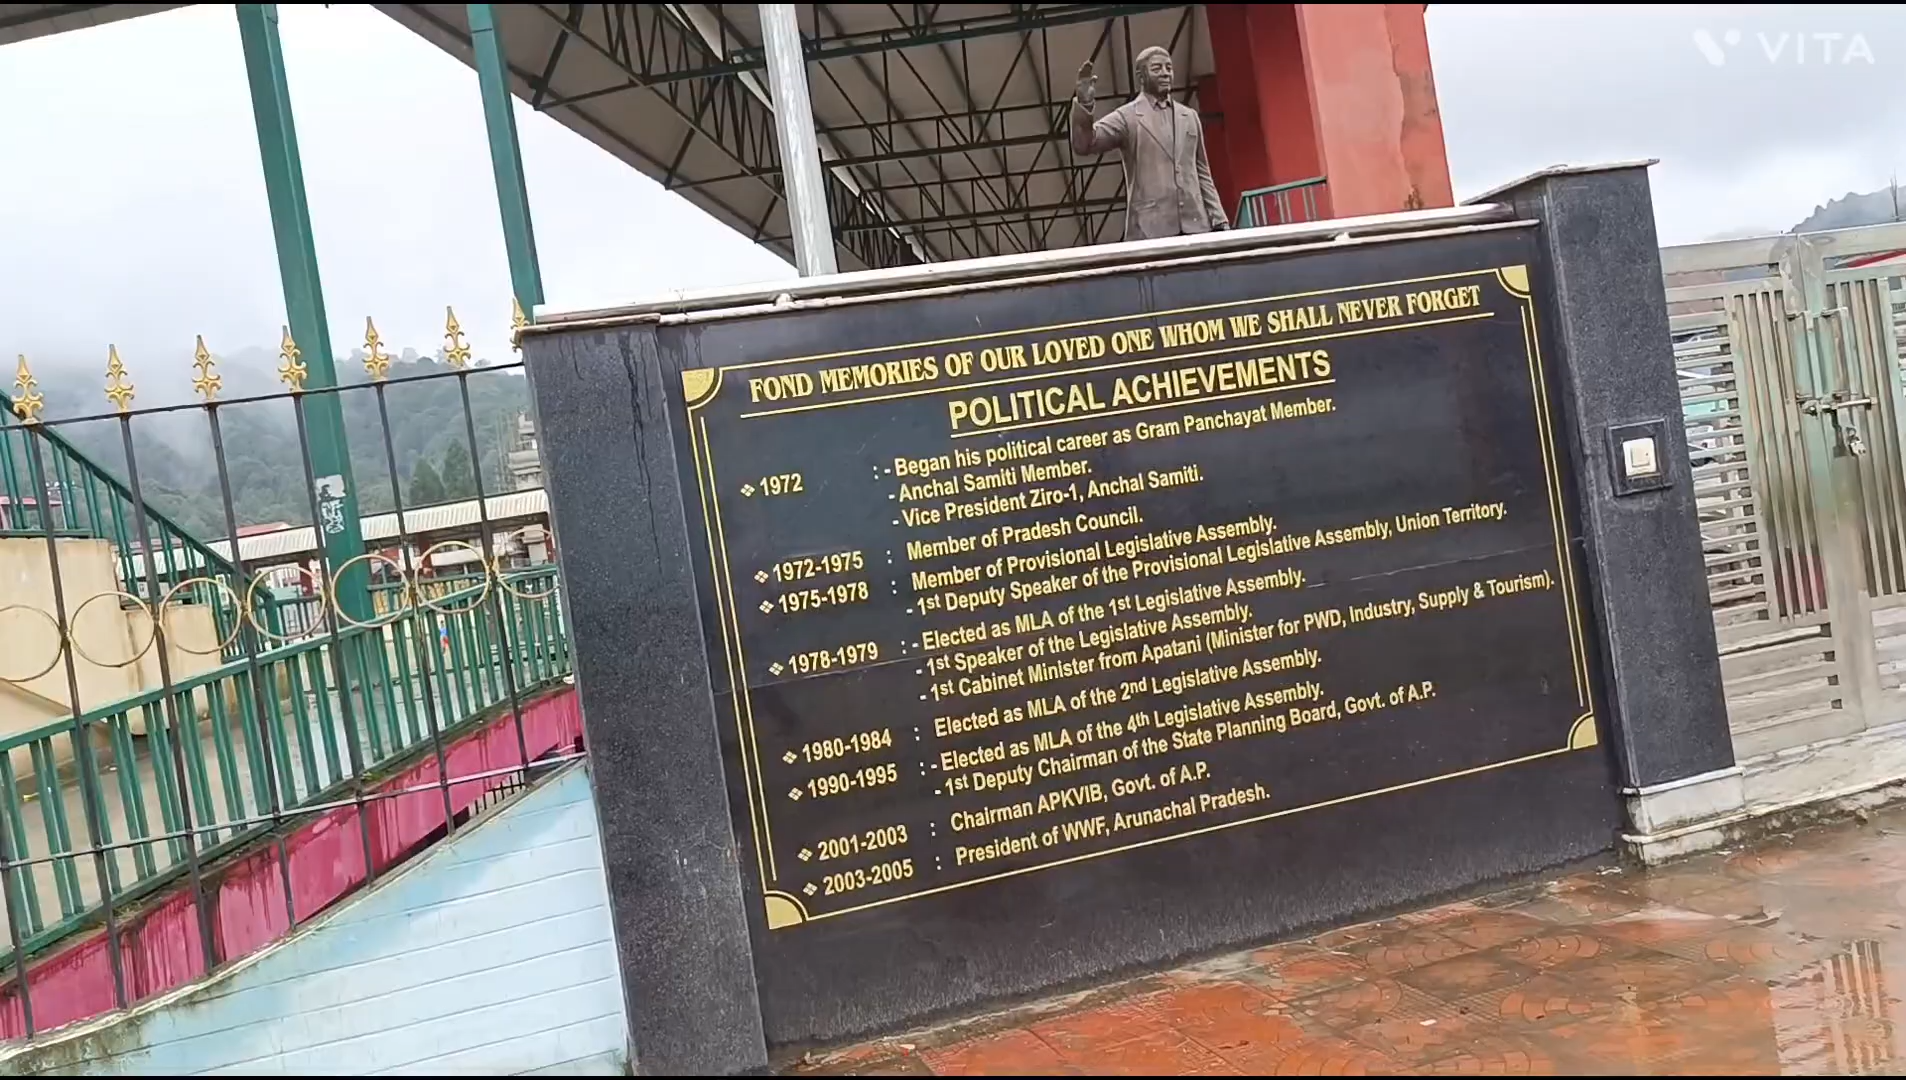 VITA
FOND MEMORIES OF OUR LOVED ONE WHOM WE SHALL NEVER FORGET
POLITICAL ACHIEVEMENTS
❖ 1972 : - Began his political career as Gram Panchayat Member.
- Anchal Samiti Member.
- Vice President Ziro-1, Anchal Samiti.
❖ 1972-1975 : Member of Pradesh Council.
❖ 1975-1978 : Member of Provisional Legislative Assembly.
- 1st Deputy Speaker of the Provisional Legislative Assembly, Union Territory.
❖ 1978-1979 : - Elected as MLA of the 1st Legislative Assembly.
- 1st Speaker of the Legislative Assembly.
- 1st Cabinet Minister from Apatani (Minister for PWD, Industry, Supply & Tourism).
❖ 1980-1984 : Elected as MLA of the 2nd Legislative Assembly.
❖ 1990-1995 : - Elected as MLA of the 4th Legislative Assembly.
- 1st Deputy Chairman of the State Planning Board, Govt. of A.P.
❖ 2001-2003 : Chairman APKVIB, Govt. of A.P.
❖ 2003-2005 : President of WWF, Arunachal Pradesh.